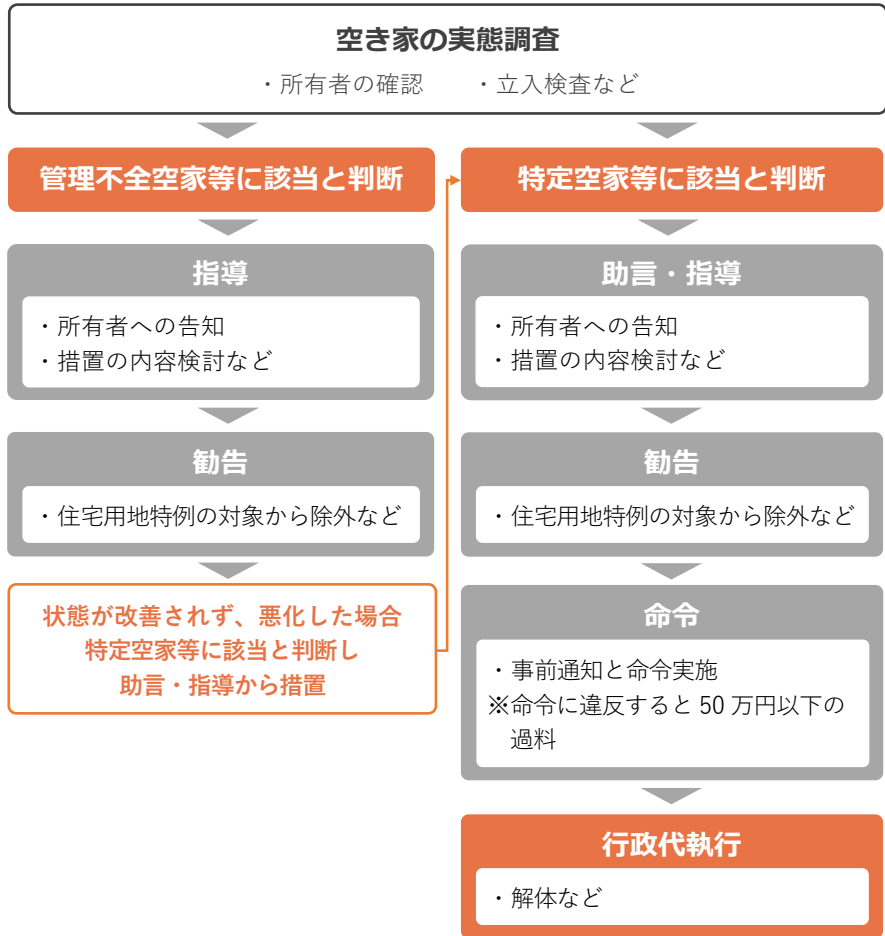 空き家の実態調査
・所有者の確認　・立入検査など
管理不全空家等に該当と判断
指導
・所有者への告知
・措置の内容検討など
勧告
・住宅用地特例の対象から除外など
状態が改善されず、悪化した場合
特定空家等に該当と判断し
助言・指導から措置
特定空家等に該当と判断
助言・指導
・所有者への告知
・措置の内容検討など
勧告
・住宅用地特例の対象から除外など
命令
・事前通知と命令実施
※命令に違反すると 50 万円以下の
過料
行政代執行
・解体など